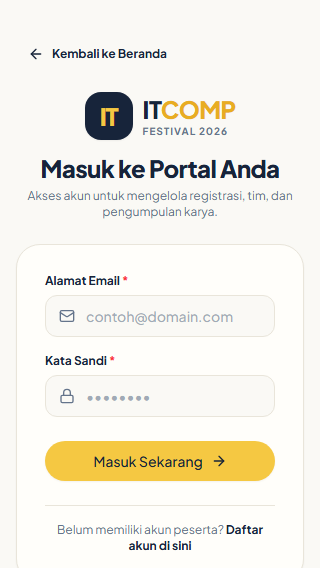 Kembali ke Beranda
IT
ITCOMP
FESTIVAL 2026
Masuk ke Portal Anda
Akses akun untuk mengelola registrasi, tim, dan
pengumpulan karya.
Alamat Email *
contoh@domain.com
Kata Sandi *
••••••••
Masuk Sekarang
Belum memiliki akun peserta? Daftar
akun di sini